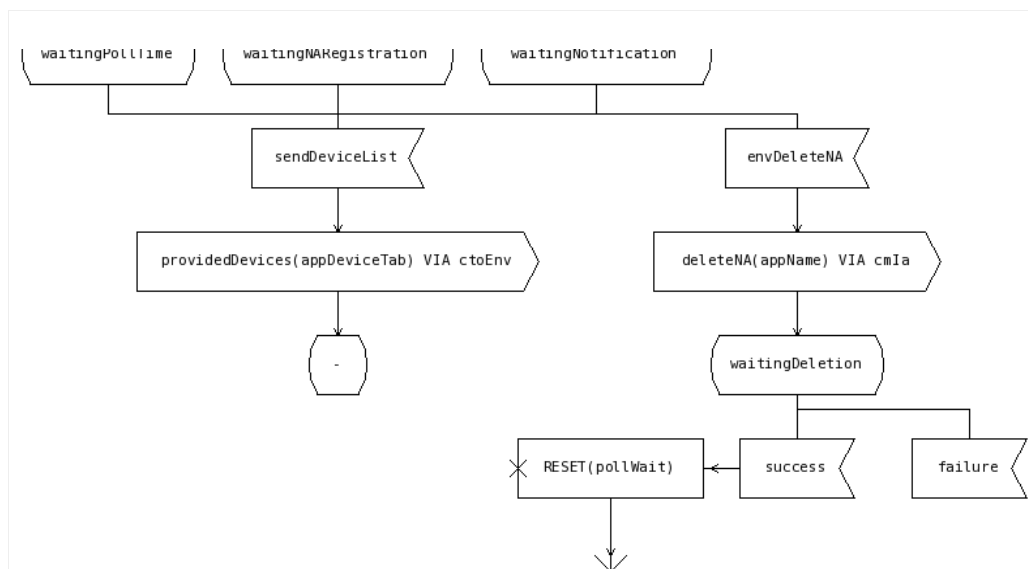 waitingPollTime
waitingNARegistration
waitingNotification
sendDeviceList
envDeleteNA
providedDevices(appDeviceTab) VIA ctoEnv
deleteNA(appName) VIA cmIa
-
waitingDeletion
RESET(pollWait)
success
failure